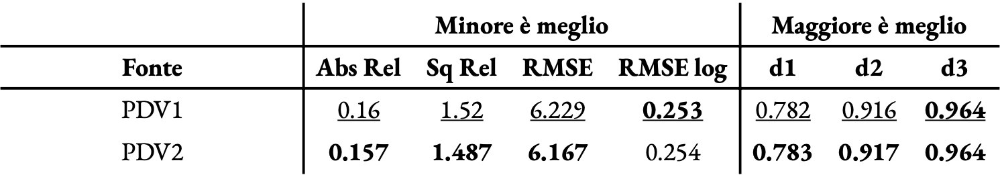 Minore è meglio Maggiore è meglio
Fonte Abs Rel Sq Rel RMSE RMSE log d1 d2 d3
PDV1 0.16 1.52 6.229 0.253 0.782 0.916 0.964
PDV2 0.157 1.487 6.167 0.254 0.783 0.917 0.964